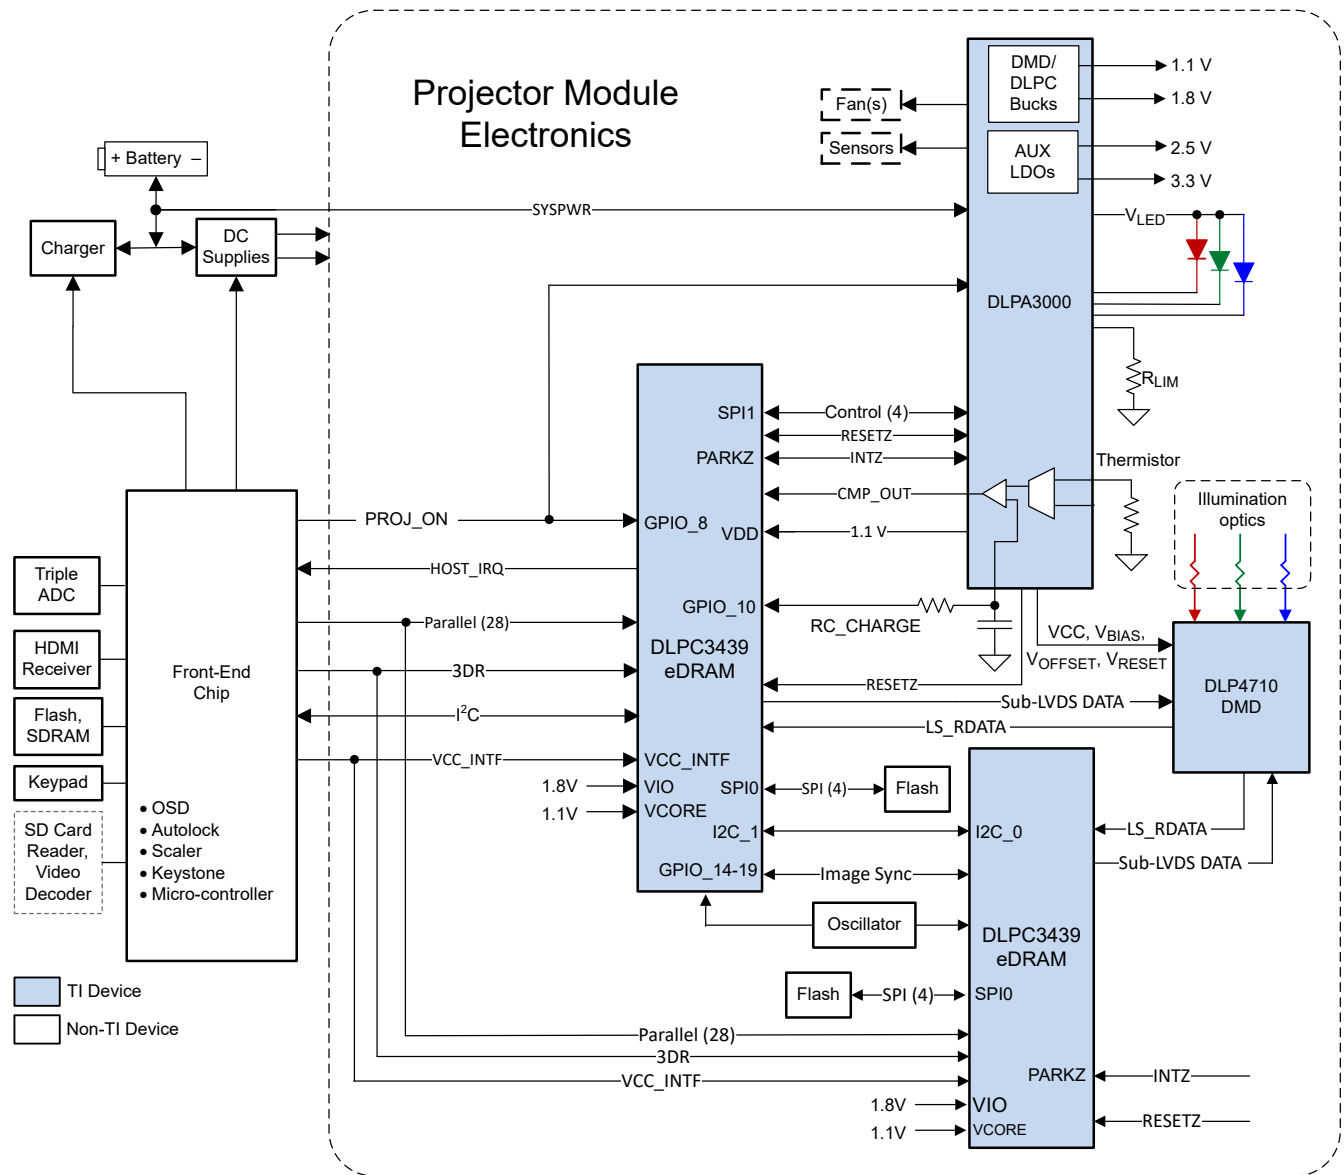 Projector Module
Electronics
DMD/
DLPC
Bucks
1.1 V
1.8 V
Fan(s)
Sensors
AUX
LDOs
2.5 V
3.3 V
+ Battery –
SYSPWR
Charger
DC
Supplies
VLED
DLPA3000
RLIM
SPI1
Control (4)
RESETZ
PARKZ
INTZ
Thermistor
CMP_OUT
PROJ_ON
GPIO_8
VDD
1.1 V
Illumination
optics
Triple
ADC
HOST_IRQ
GPIO_10
RC_CHARGE
Parallel (28)
HDMI
Receiver
Front-End
Chip
3DR
DLPC3439
eDRAM
VCC, VBIAS,
VOFFSET, VRESET
RESETZ
DLP4710
DMD
Flash,
SDRAM
I2C
Sub-LVDS DATA
LS_RDATA
Keypad
VCC_INTF
VCC_INTF
1.8V
VIO
SPI0
SPI (4)
Flash
1.1V
VCORE
SD Card
Reader,
Video
Decoder
• OSD
• Autolock
• Scaler
• Keystone
• Micro-controller
I2C_1
I2C_0
LS_RDATA
GPIO_14-19
Image Sync
Sub-LVDS DATA
Oscillator
DLPC3439
eDRAM
TI Device
Non-TI Device
Flash
SPI (4)
SPI0
Parallel (28)
3DR
VCC_INTF
PARKZ
INTZ
1.8V
VIO
1.1V
VCORE
RESETZ